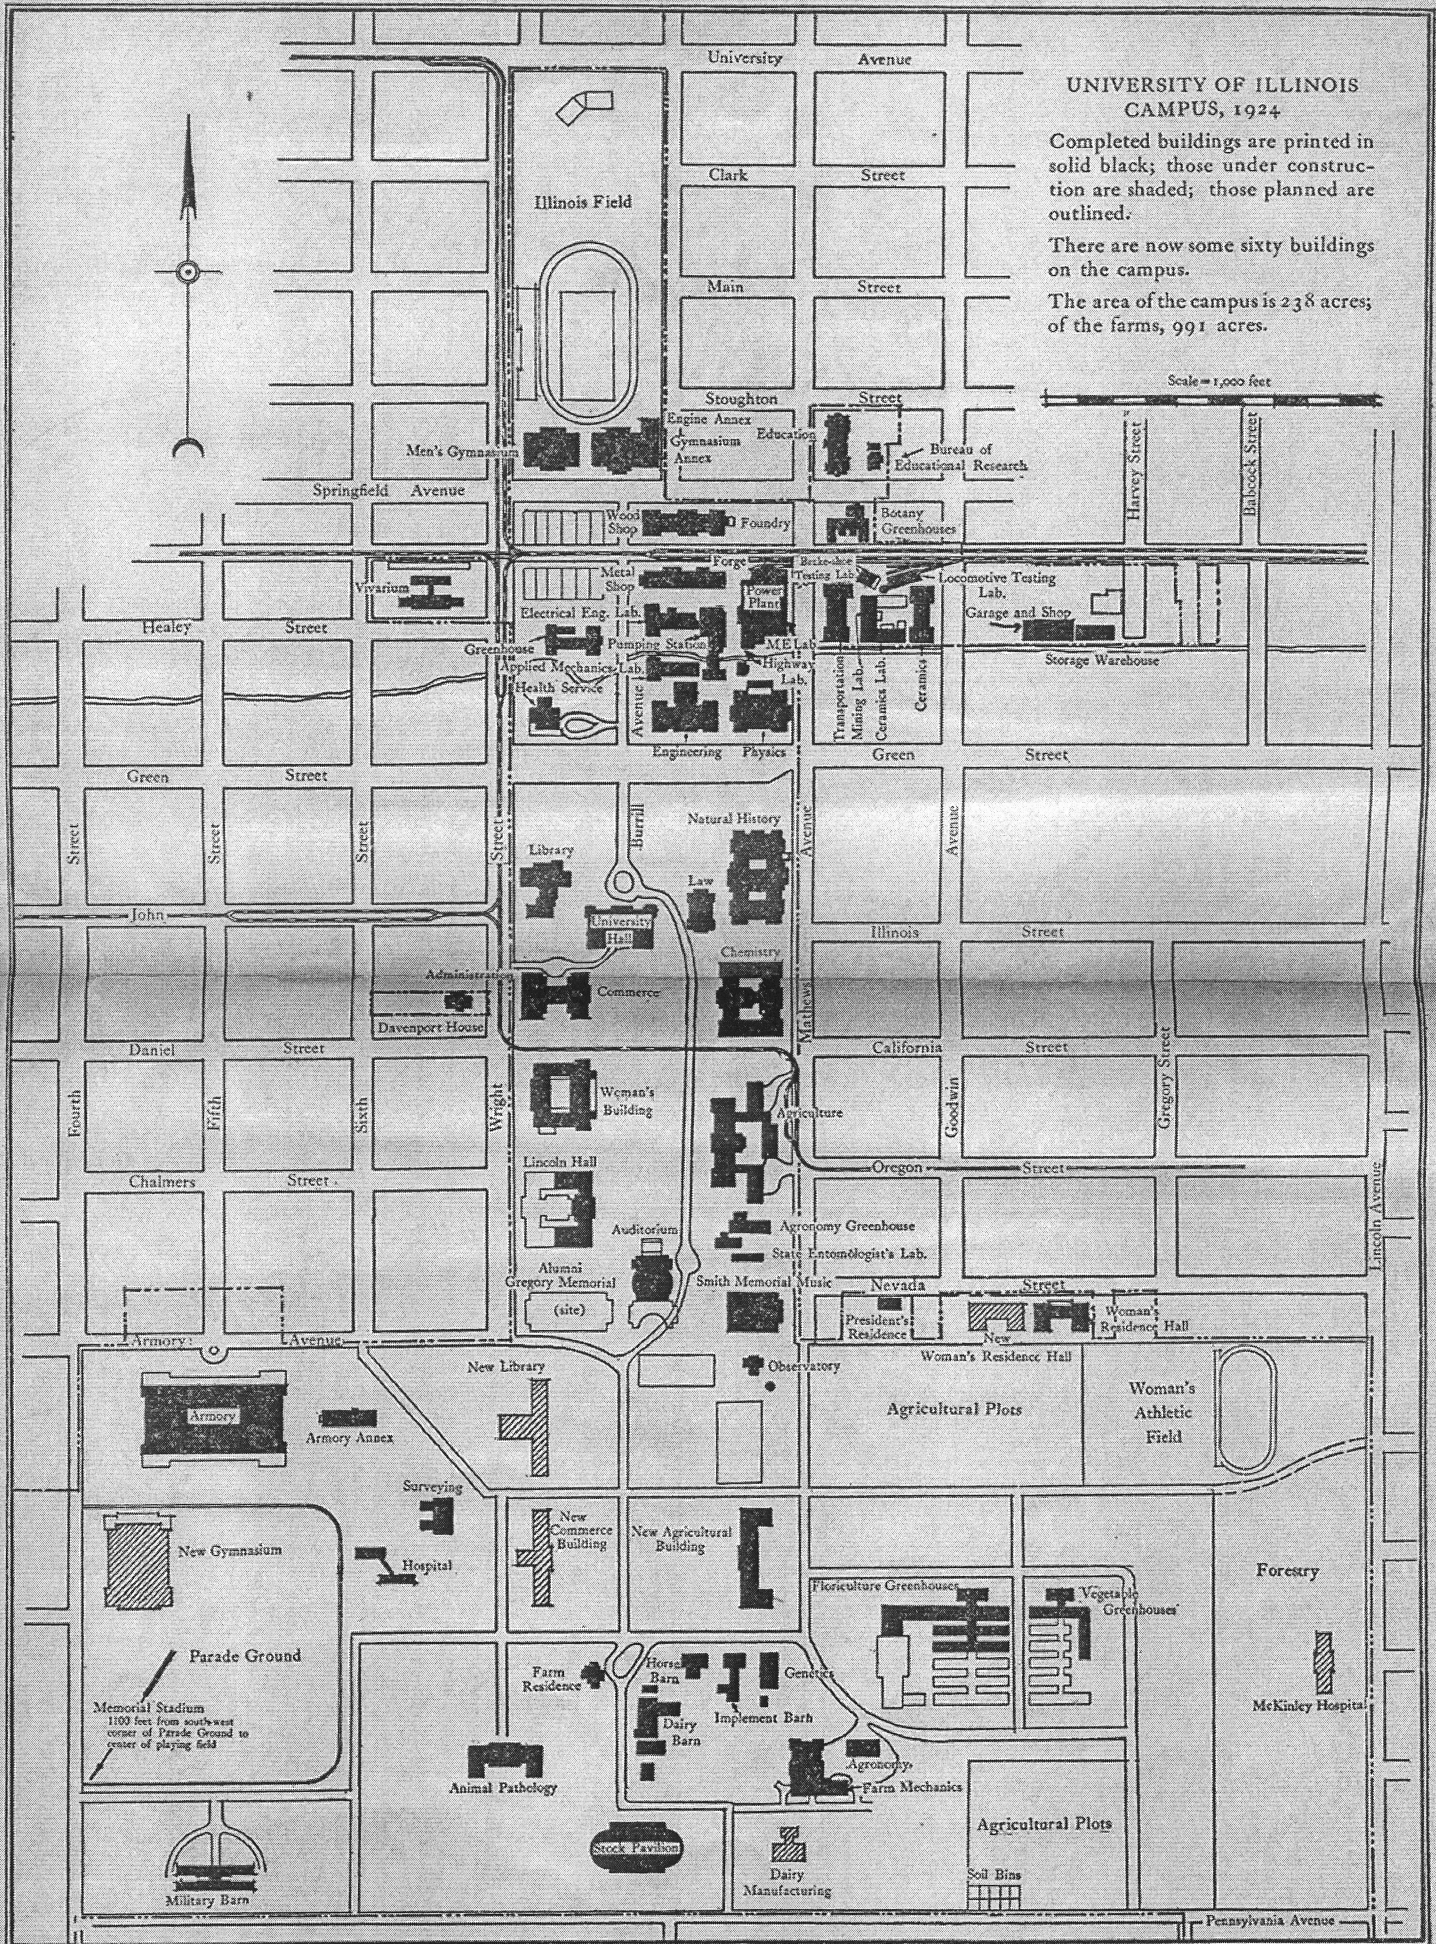 University Avenue
UNIVERSITY OF ILLINOIS
CAMPUS, 1924
Completed buildings are printed in
solid black; those under construc-
tion are shaded; those planned are
outlined.
There are now some sixty buildings
on the campus.
The area of the campus is 238 acres;
of the farms, 991 acres.
Clark Street
Illinois Field
Main Street
Scale = 1,000 feet
Stoughton Street
Engine Annex
Gymnasium
Annex
Education
Men's Gymnasium
Bureau of
Educational Research
Harvey Street
Babcock Street
Springfield Avenue
Wood
Shop
Foundry
Botany
Greenhouses
Forge
Brake-shoe
Testing Lab
Metal
Shop
Power
Plant
Locomotive Testing
Lab.
Vivarium
Electrical Eng. Lab.
Garage and Shop
Healey Street
Greenhouse
Pumping Station
M E Lab
Applied Mechanics Lab.
Highway
Lab.
Storage Warehouse
Health Service
Avenue
Transportation
Mining Lab.
Ceramics Lab.
Ceramics
Engineering
Physics
Green Street
Green Street
Street
Street
Street
Street
Burrill
Natural History
Avenue
Avenue
Library
Law
John
University
Hall
Illinois Street
Chemistry
Administration
Commerce
Davenport House
Mathews
Daniel Street
California Street
Gregory Street
Fourth
Fifth
Sixth
Wright
Woman's
Building
Agriculture
Goodwin
Lincoln Hall
Oregon Street
Chalmers Street
Lincoln Avenue
Auditorium
Agronomy Greenhouse
State Entomologist's Lab.
Alumni
Gregory Memorial
(site)
Smith Memorial Music
Nevada Street
President's
Residence
New
Woman's Residence Hall
Woman's
Residence Hall
Armory Avenue
New Library
Observatory
Armory
Armory Annex
Agricultural Plots
Woman's
Athletic
Field
Surveying
New
Commerce
Building
New Agricultural
Building
New Gymnasium
Hospital
Forestry
Floriculture Greenhouses
Vegetable
Greenhouses
Parade Ground
Farm
Residence
Horse
Barn
Genetics
Memorial Stadium
1100 feet from south-west
corner of Parade Ground to
center of playing field
Implement Barn
McKinley Hospital
Dairy
Barn
Agronomy
Animal Pathology
Farm Mechanics
Agricultural Plots
Stock Pavilion
Dairy
Manufacturing
Soil Bins
Military Barn
Pennsylvania Avenue